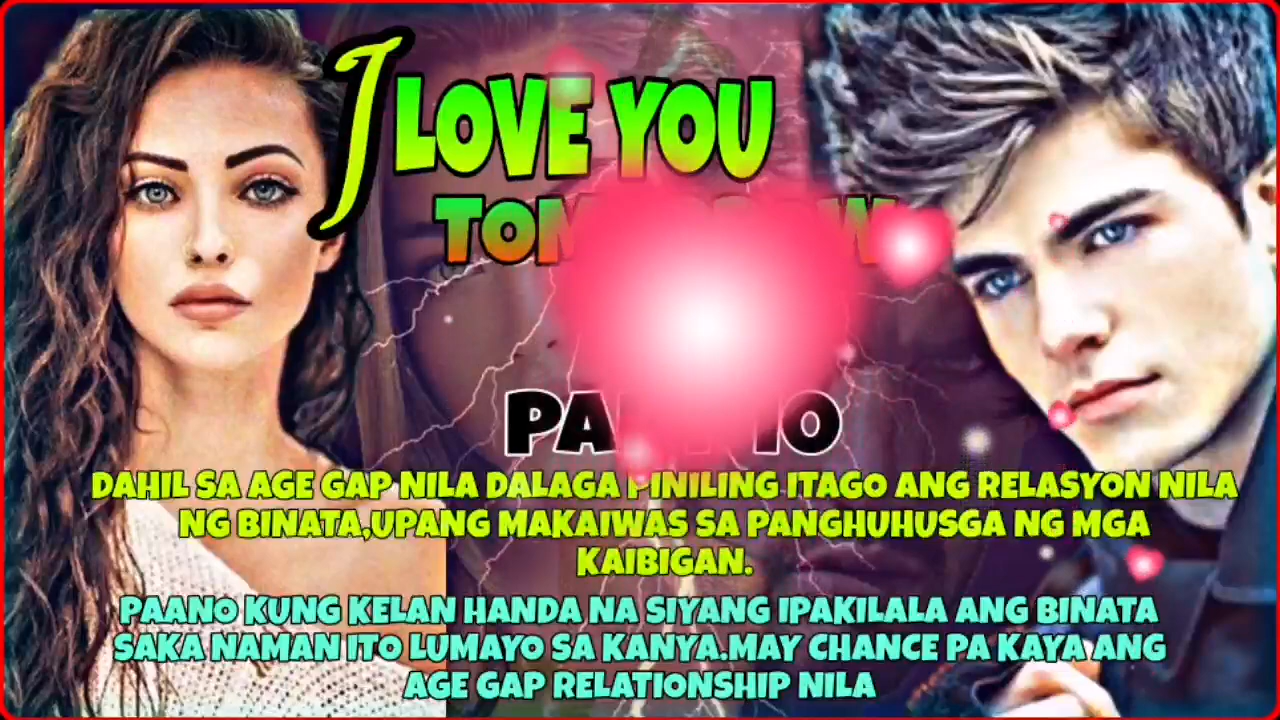 I LOVE YOU
10
DAHIL SA AGE GAP NILA DALAGA PINILING ITAGO ANG RELASYON NILA
NG BINATA,UPANG MAKAIWAS SA PANGHUHUSGA NG MGA
KAIBIGAN.
PAANO KUNG KELAN HANDA NA SIYANG IPAKILALA ANG BINATA
SAKA NAMAN ITO LUMAYO SA KANYA.MAY CHANCE PA KAYA ANG
AGE GAP RELATIONSHIP NILA